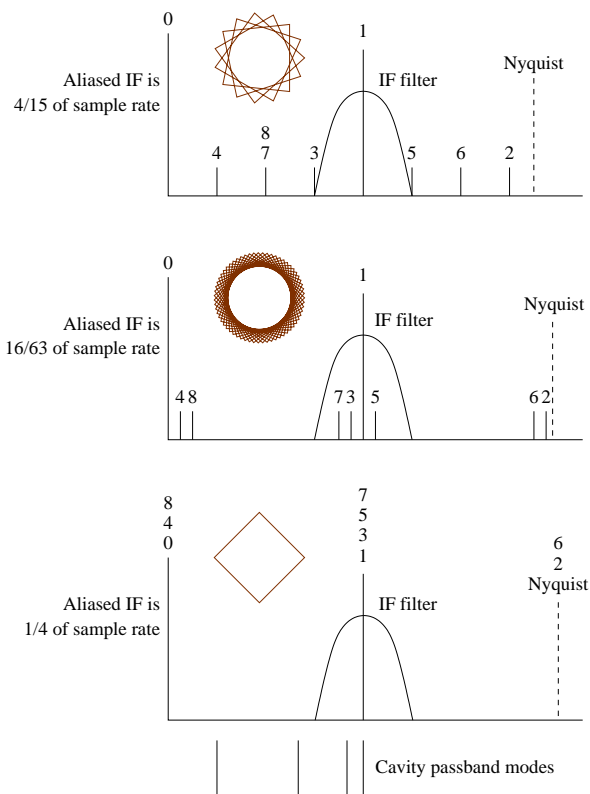 0
1
Nyquist
Aliased IF is
4/15 of sample rate
IF filter
8
4 7 3 5 6 2
0
1
Nyquist
Aliased IF is
16/63 of sample rate
IF filter
4 8 7 3 5 6 2
8
4
0
7
5
3
1
6
2
Nyquist
Aliased IF is
1/4 of sample rate
IF filter
Cavity passband modes